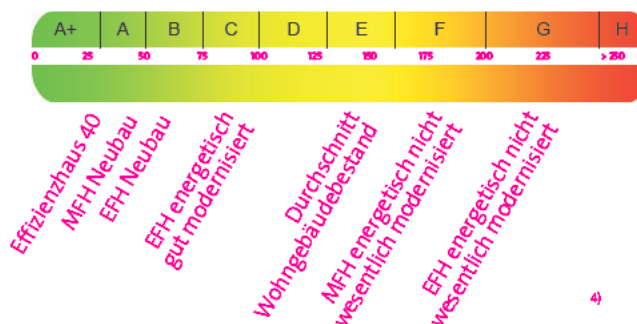 A+ A B C D E F G H
0 25 50 75 100 125 150 175 200 225 > 250
Effizienzhaus 40
MFH Neubau
EFH Neubau
EFH energetisch
gut modernisiert
Durchschnitt
Wohngebäudebestand
MFH energetisch nicht
wesentlich modernisiert
EFH energetisch nicht
wesentlich modernisiert
4)